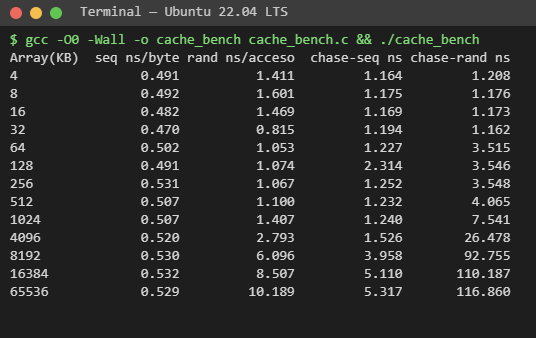 Terminal — Ubuntu 22.04 LTS
$ gcc -O0 -Wall -o cache_bench cache_bench.c && ./cache_bench
Array(KB) seq ns/byte rand ns/acceso chase-seq ns chase-rand ns
4 0.491 1.411 1.164 1.208
8 0.492 1.601 1.175 1.176
16 0.482 1.469 1.169 1.173
32 0.470 0.815 1.194 1.162
64 0.502 1.053 1.227 3.515
128 0.491 1.074 2.314 3.546
256 0.531 1.067 1.252 3.548
512 0.507 1.100 1.232 4.065
1024 0.507 1.407 1.240 7.541
4096 0.520 2.793 1.526 26.478
8192 0.530 6.096 3.958 92.755
16384 0.532 8.507 5.110 110.187
65536 0.529 10.189 5.317 116.860